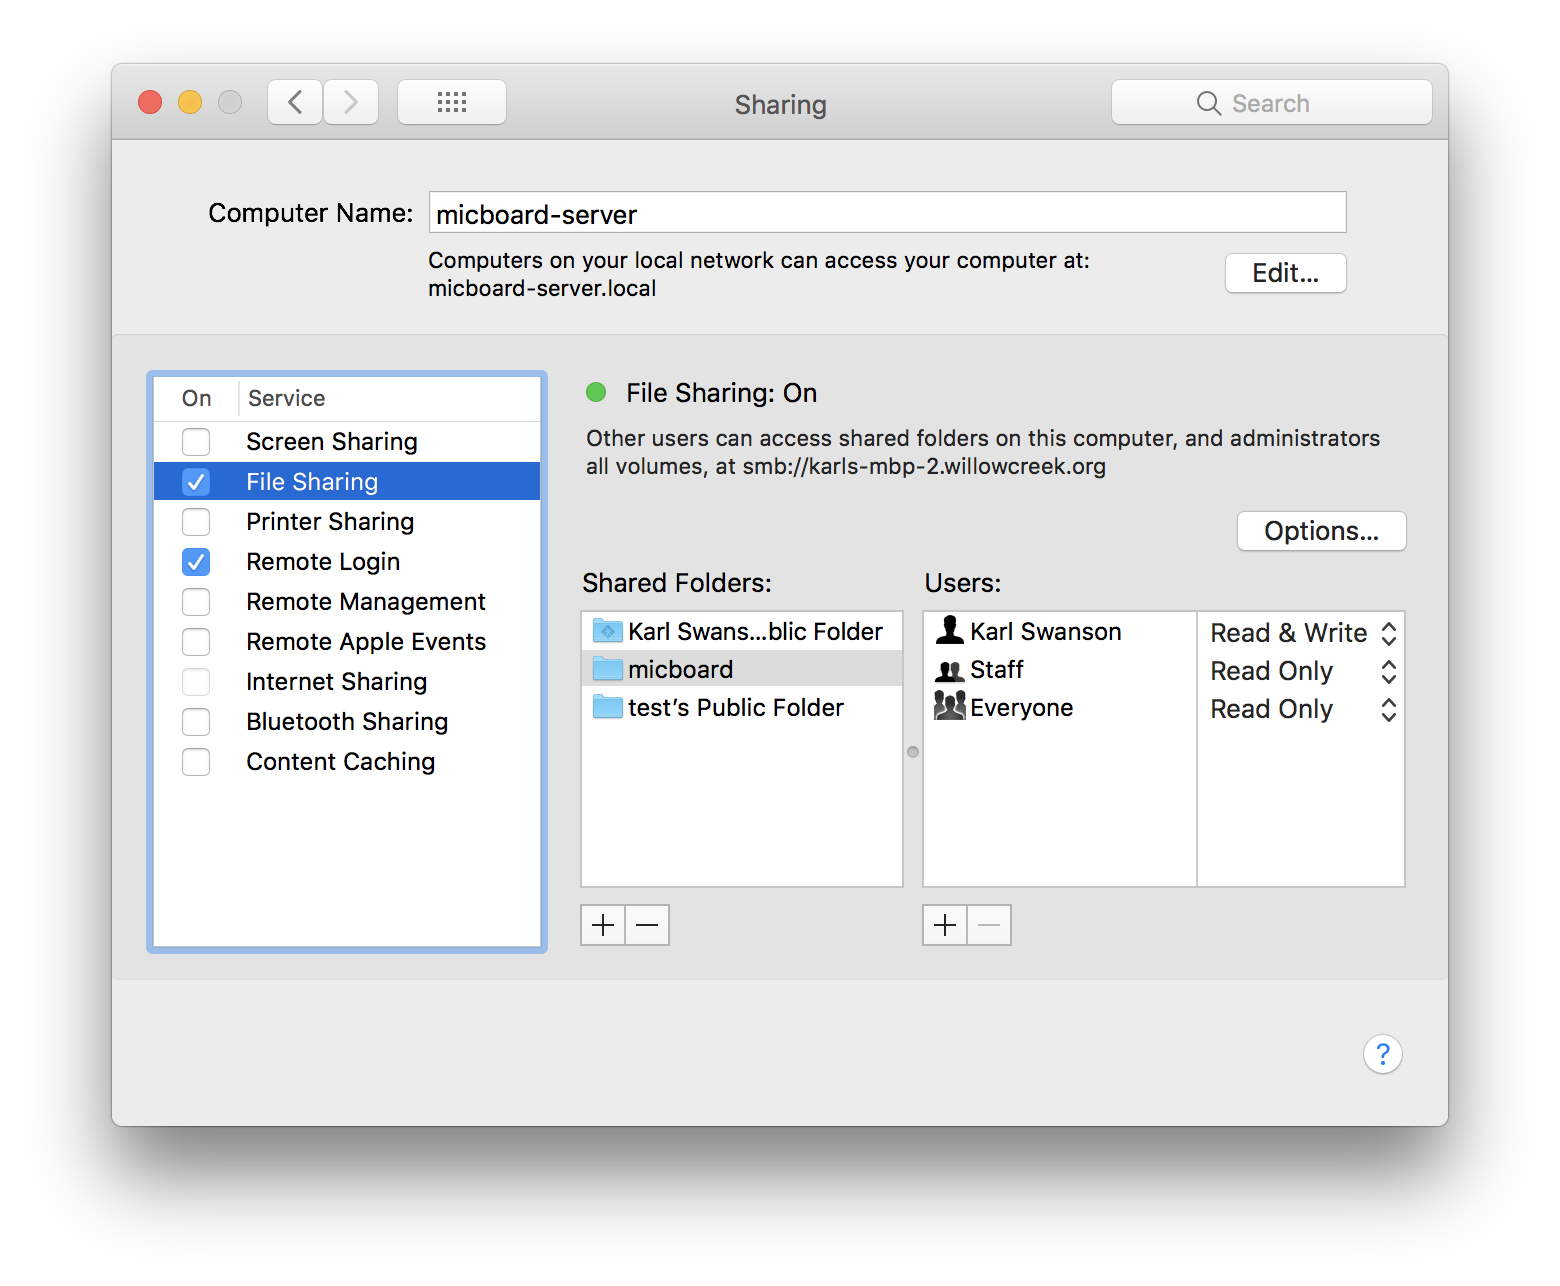 Sharing
Search
Computer Name:
micboard-server
Computers on your local network can access your computer at:
micboard-server.local
Edit...
On
Service
Screen Sharing
File Sharing
Printer Sharing
Remote Login
Remote Management
Remote Apple Events
Internet Sharing
Bluetooth Sharing
Content Caching
File Sharing: On
Other users can access shared folders on this computer, and administrators
all volumes, at smb://karls-mbp-2.willowcreek.org
Options...
Shared Folders:
Karl Swans...blic Folder
micboard
test’s Public Folder
Users:
Karl Swanson Read & Write
Staff Read Only
Everyone Read Only
?